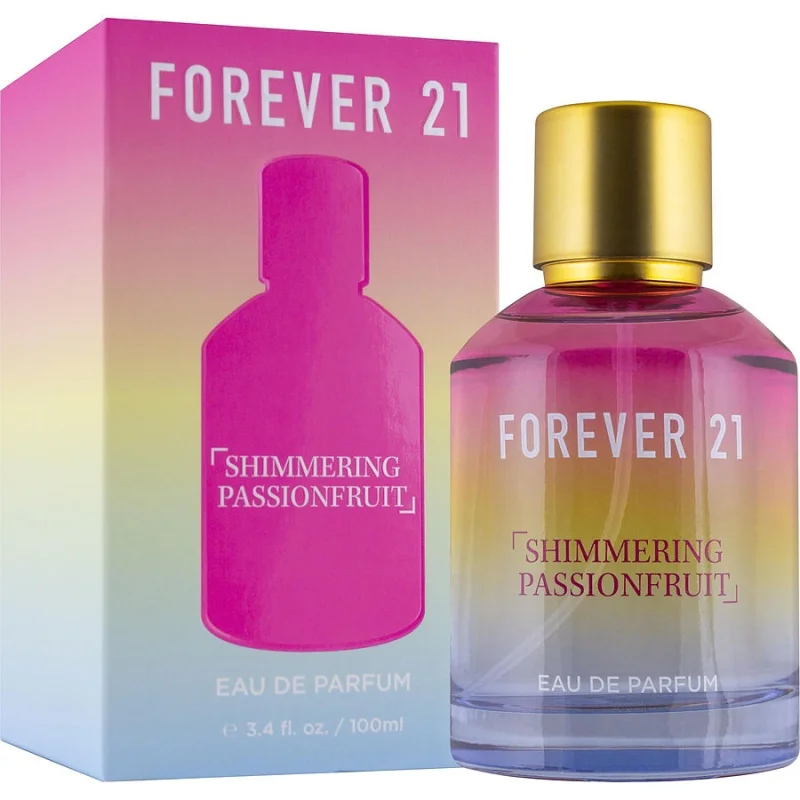 FOREVER 21
「SHIMMERING
PASSIONFRUIT」
EAU DE PARFUM
℮ 3.4 fl. oz. / 100ml
FOREVER 21
「SHIMMERING
PASSIONFRUIT」
EAU DE PARFUM